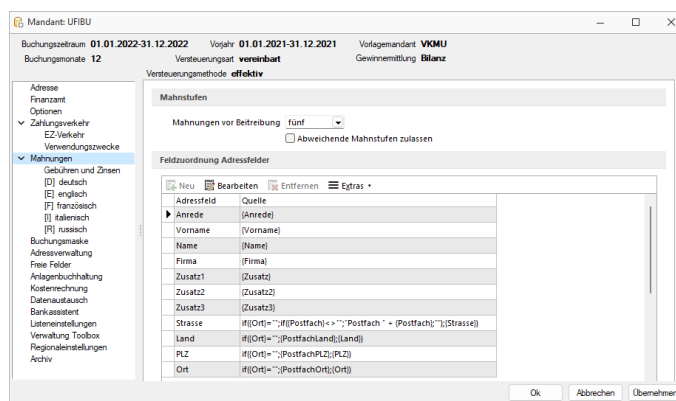 Mandant: UFIBU
Buchungszeitraum 01.01.2022-31.12.2022 Vorjahr 01.01.2021-31.12.2021 Vorlagemandant VKMU
Buchungsmonate 12 Versteuerungsart vereinbart Gewinnermittlung Bilanz
Versteuerungsmethode effektiv
Adresse
Finanzamt
Optionen
Zahlungsverkehr
EZ-Verkehr
Verwendungszwecke
Mahnungen
Gebühren und Zinsen
[D] deutsch
[E] englisch
[F] französisch
[I] italienisch
[R] russisch
Buchungsmaske
Adressverwaltung
Freie Felder
Anlagenbuchhaltung
Kostenrechnung
Datenaustausch
Bankassistent
Listeneinstellungen
Verwaltung Toolbox
Regionaleinstellungen
Archiv
Mahnstufen
Mahnungen vor Beitreibung fünf
Abweichende Mahnstufen zulassen
Feldzuordnung Adressfelder
Neu Bearbeiten Entfernen Extras
Adressfeld Quelle
Anrede {Anrede}
Vorname {Vorname}
Name {Name}
Firma {Firma}
Zusatz1 {Zusatz}
Zusatz2 {Zusatz2}
Zusatz3 {Zusatz3}
Strasse if({Ort}="";if({Postfach}<>"";"Postfach " + {Postfach};"");{Strasse})
Land if({Ort}="";{PostfachLand};{Land})
PLZ if({Ort}="";{PostfachPLZ};{PLZ})
Ort if({Ort}="";{PostfachOrt};{Ort})
Ok Abbrechen Übernehmen